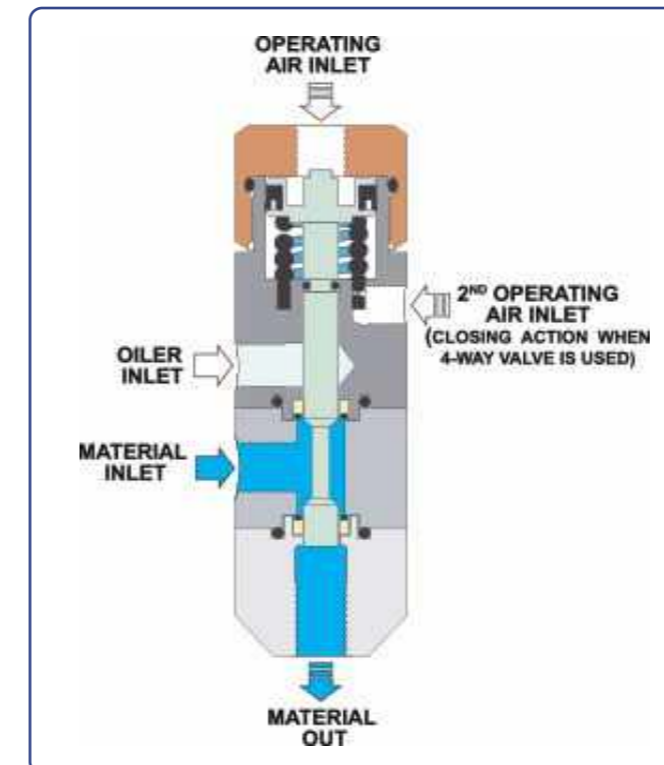 OPERATING
AIR INLET
2ND OPERATING
AIR INLET
(CLOSING ACTION WHEN
4-WAY VALVE IS USED)
OILER
INLET
MATERIAL
INLET
MATERIAL
OUT